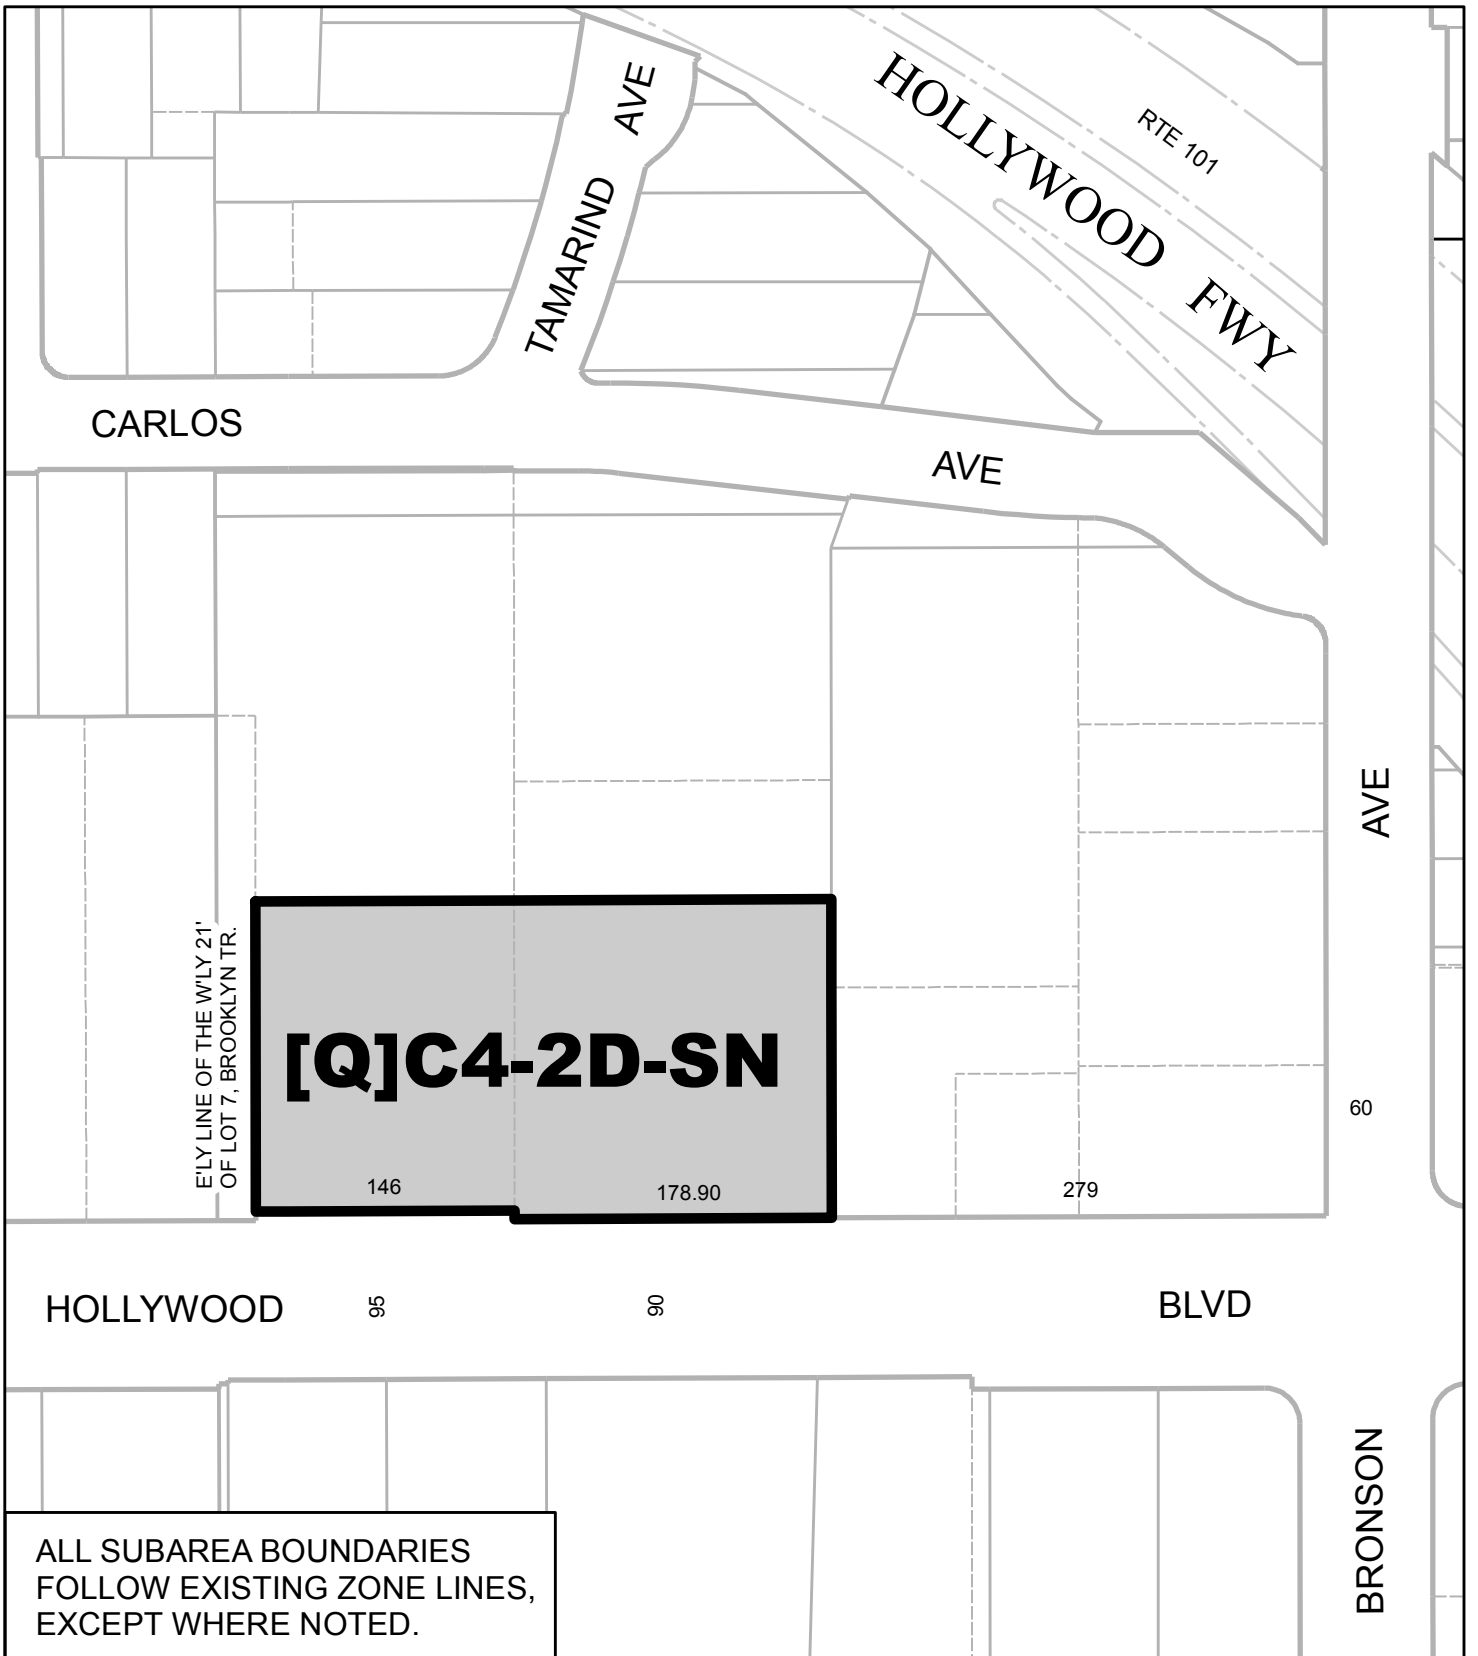 HOLLYWOOD FWY
RTE 101
TAMARIND AVE
CARLOS AVE
AVE
E'LY LINE OF THE W'LY 21'
OF LOT 7, BROOKLYN TR.
[Q]C4-2D-SN
146
178.90
279
60
HOLLYWOOD
95
90
BLVD
BRONSON
ALL SUBAREA BOUNDARIES
FOLLOW EXISTING ZONE LINES,
EXCEPT WHERE NOTED.